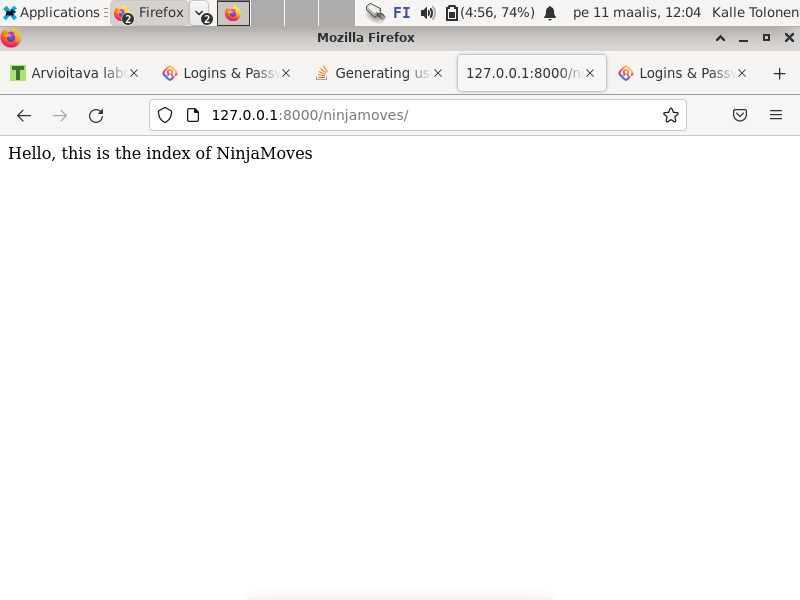 Applications Firefox 2 2 FI (4:56, 74%) pe 11 maalis, 12:04 Kalle Tolonen
Mozilla Firefox
Arvioitava lab Logins & Passv Generating us 127.0.0.1:8000/n Logins & Passv
127.0.0.1:8000/ninjamoves/
Hello, this is the index of NinjaMoves